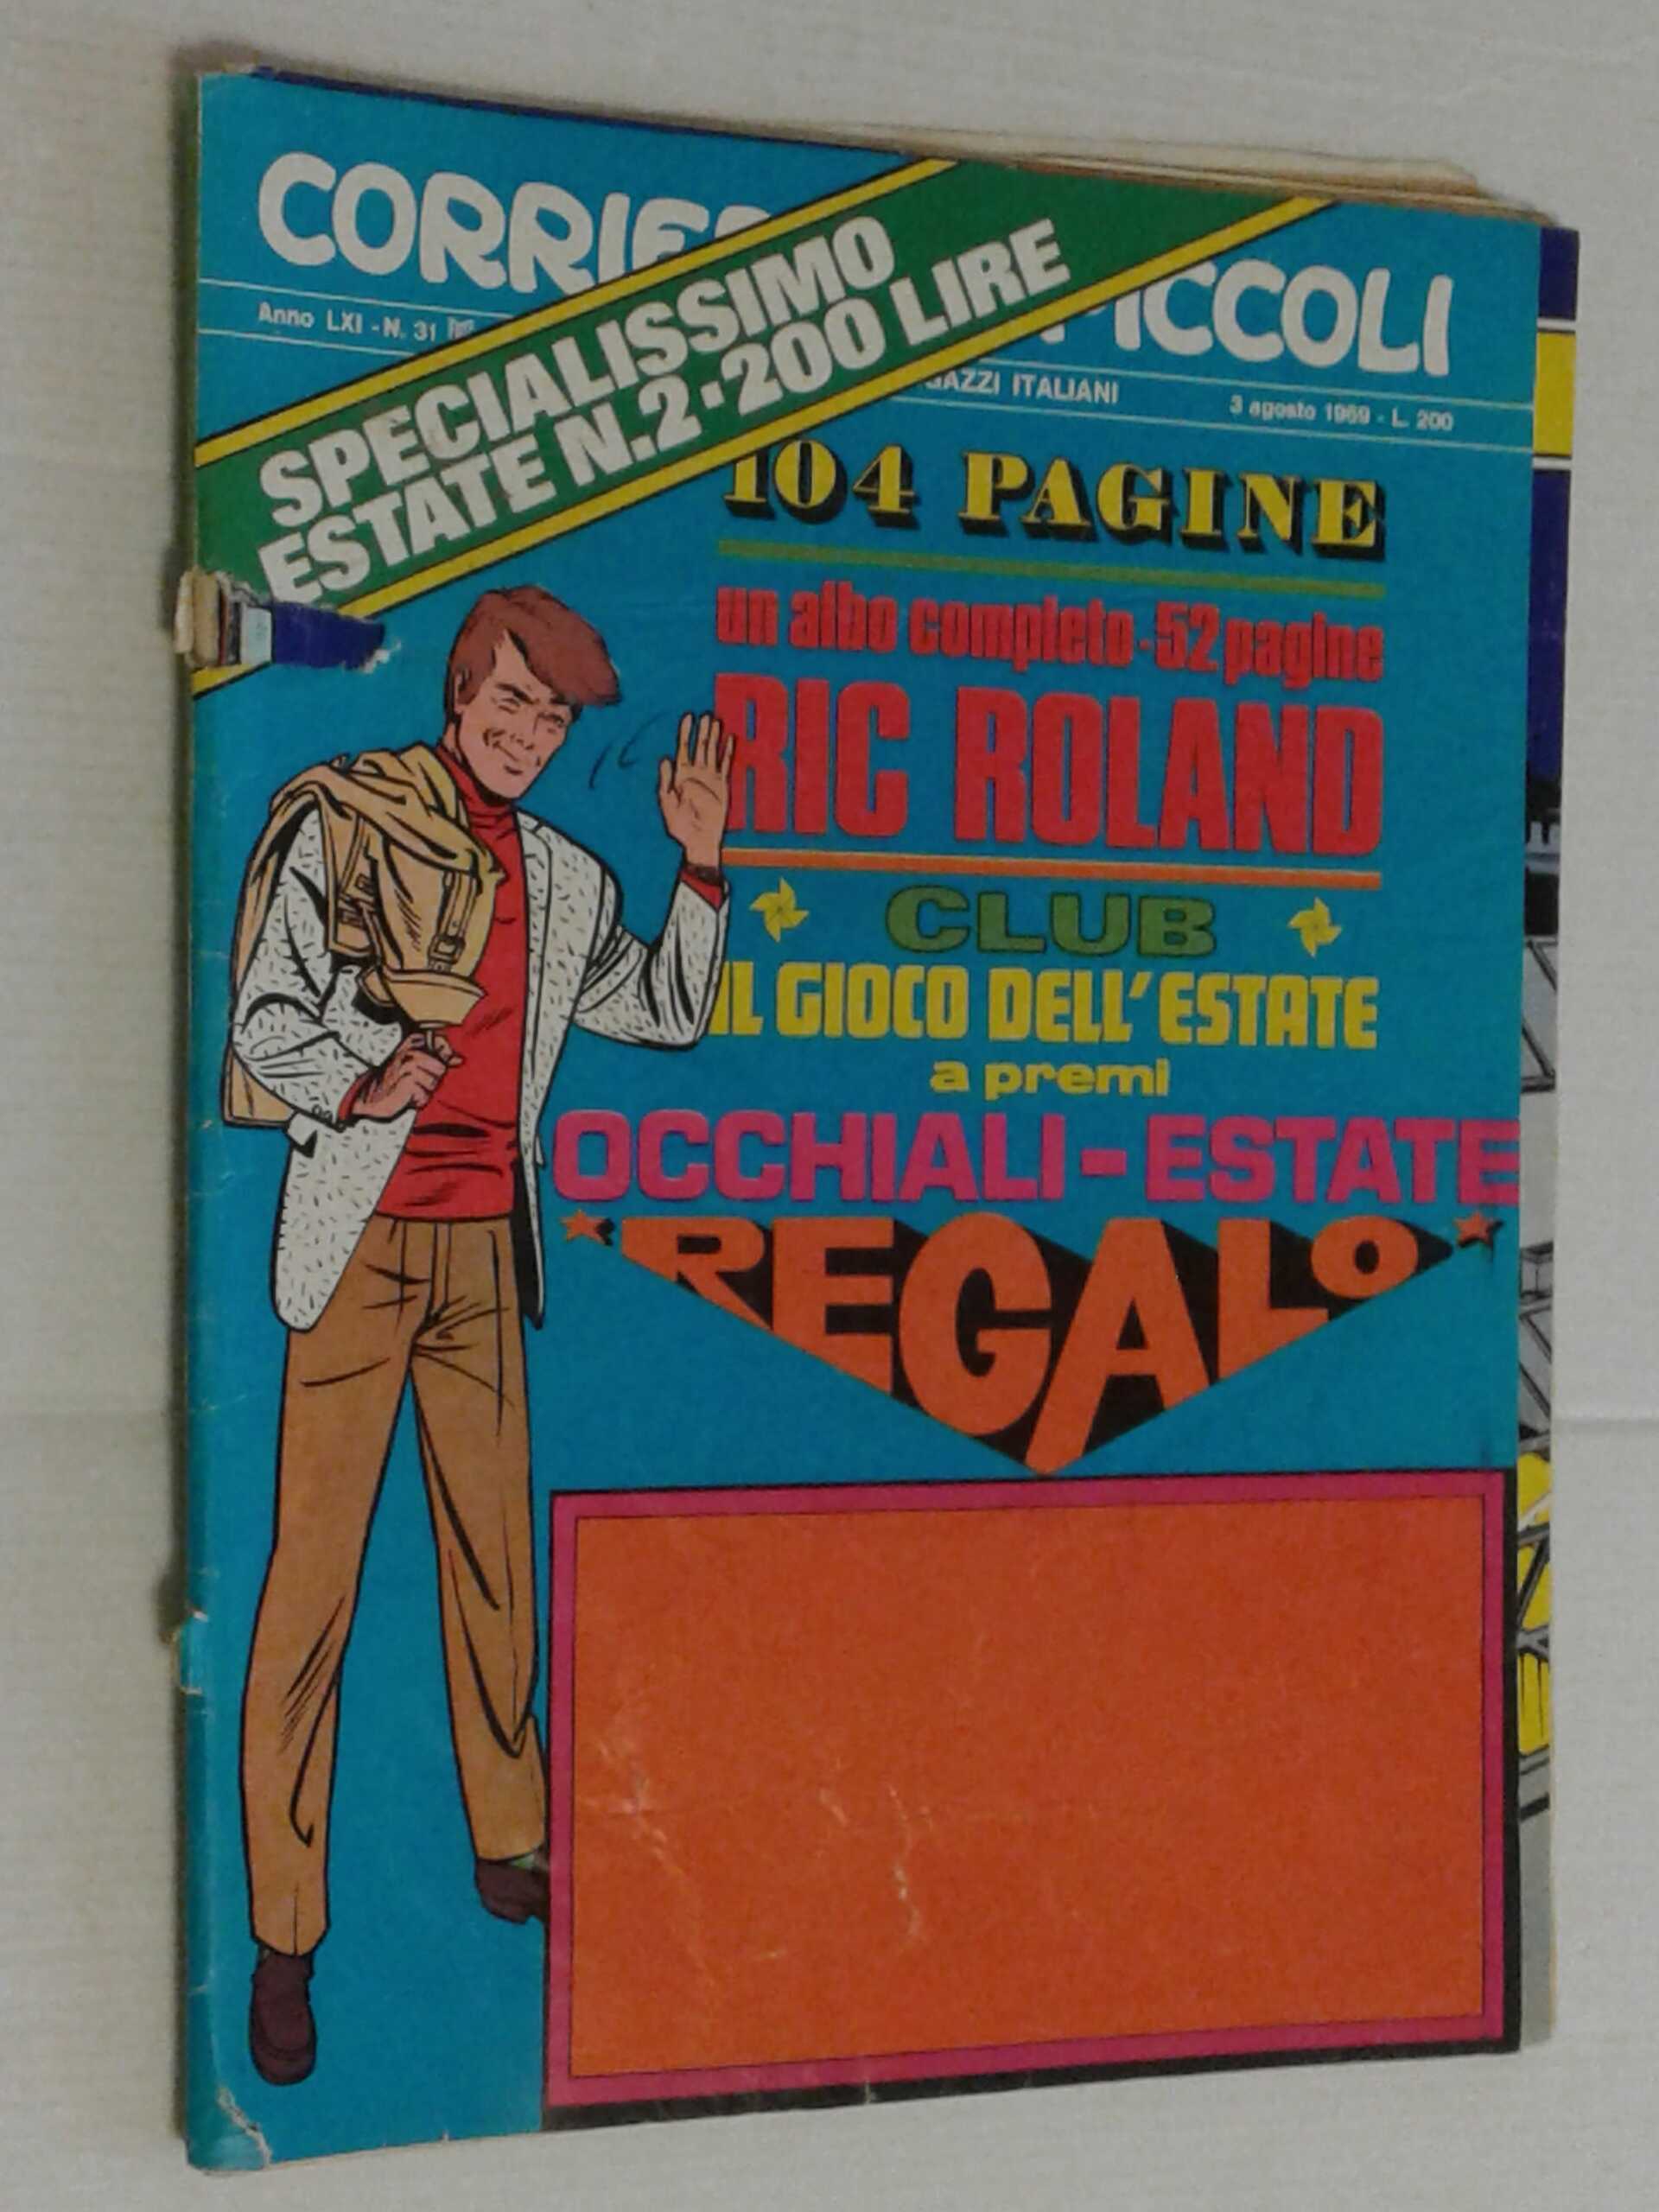 CORRIE PICCOLI
Anno LXI - N. 31
GAZZI ITALIANI
3 agosto 1969 - L. 200
SPECIALISSIMO
ESTATE N.2·200 LIRE
104 PAGINE
un albo completo-52 pagine
RIC ROLAND
CLUB
IL GIOCO DELL'ESTATE
a premi
OCCHIALI-ESTATE
REGALO